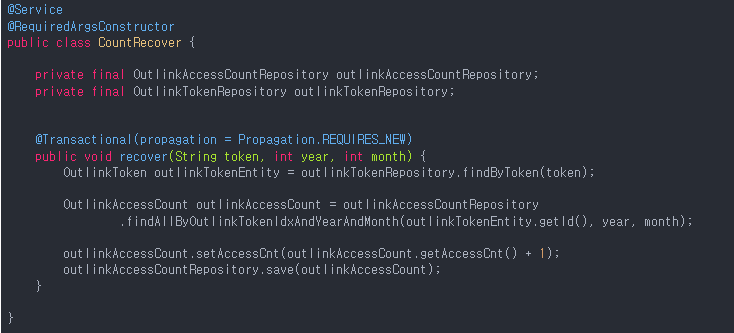 @Service
@RequiredArgsConstructor
public class CountRecover {
private final OutlinkAccessCountRepository outlinkAccessCountRepository;
private final OutlinkTokenRepository outlinkTokenRepository;
@Transactional(propagation = Propagation.REQUIRES_NEW)
public void recover(String token, int year, int month) {
OutlinkToken outlinkTokenEntity = outlinkTokenRepository.findByToken(token);
OutlinkAccessCount outlinkAccessCount = outlinkAccessCountRepository
.findAllByOutlinkTokenIdxAndYearAndMonth(outlinkTokenEntity.getId(), year, month);
outlinkAccessCount.setAccessCnt(outlinkAccessCount.getAccessCnt() + 1);
outlinkAccessCountRepository.save(outlinkAccessCount);
}
}